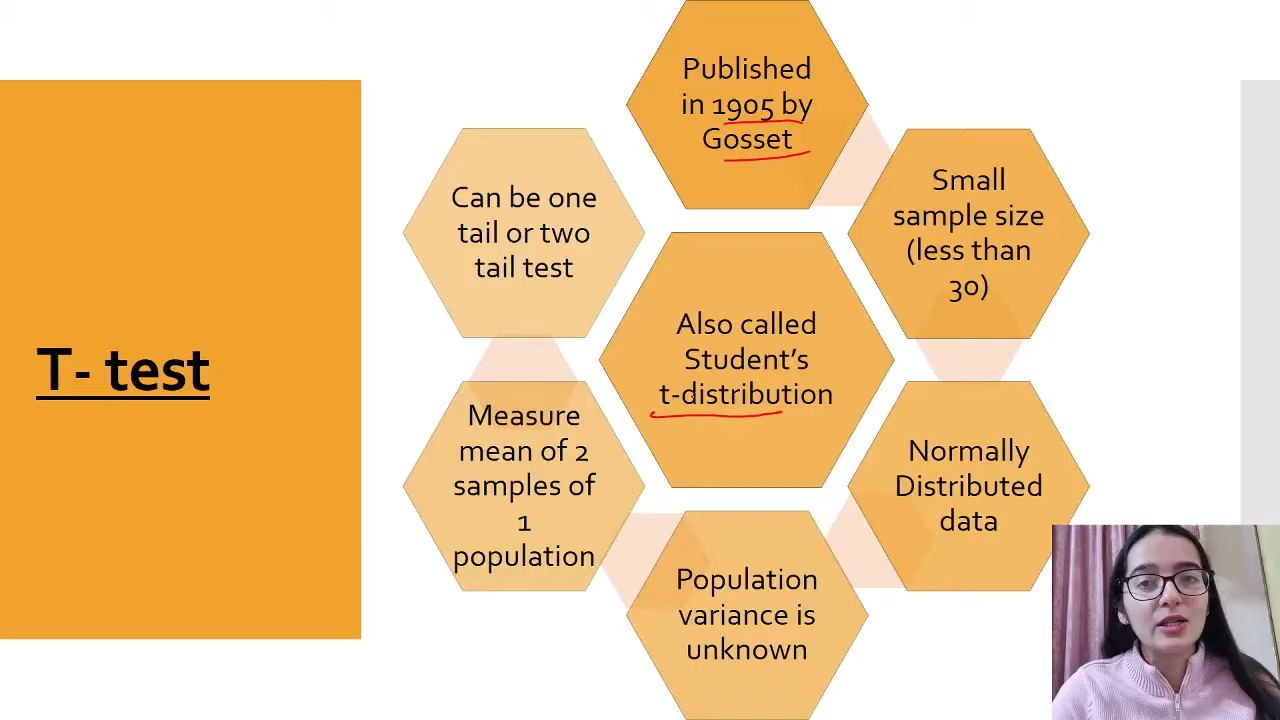 T- test
Published
in 1905 by
Gosset
Small
sample size
(less than
30)
Normally
Distributed
data
Population
variance is
unknown
Measure
mean of 2
samples of
1
population
Can be one
tail or two
tail test
Also called
Student’s
t-distribution